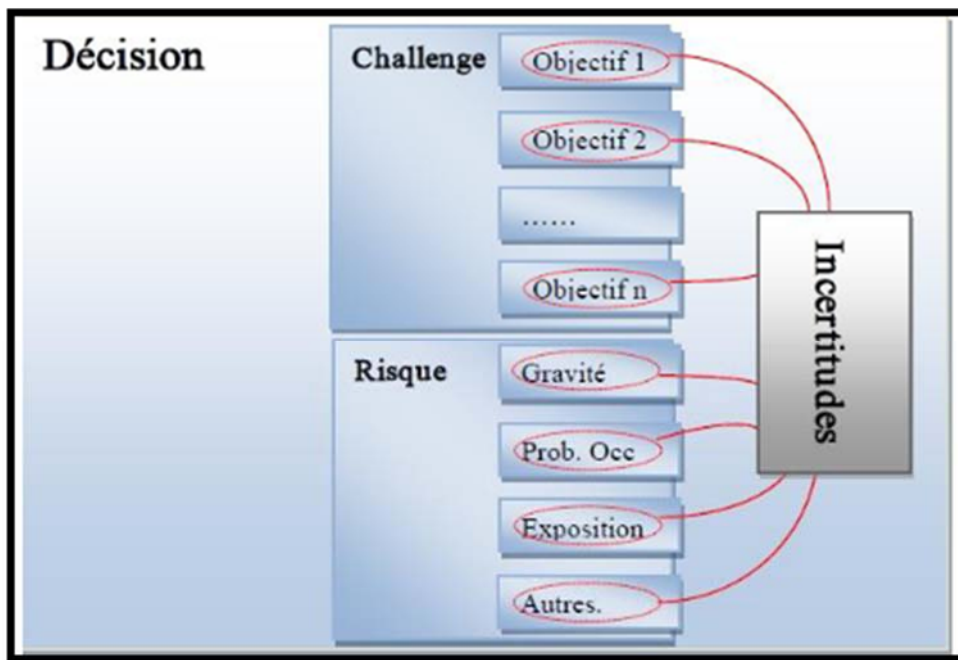 Décision
Challenge
Objectif 1
Objectif 2
......
Objectif n
Risque
Gravité
Prob. Occ
Exposition
Autres.
Incertitudes